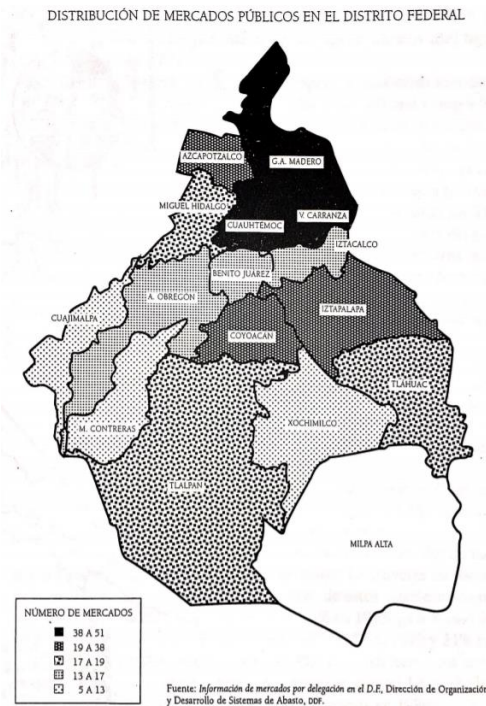 DISTRIBUCIÓN DE MERCADOS PÚBLICOS EN EL DISTRITO FEDERAL
AZCAPOTZALCO
G.A. MADERO
MIGUEL HIDALGO
CUAUHTÉMOC
V. CARRANZA
IZTACALCO
BENITO JUÁREZ
A. OBREGÓN
CUAJIMALPA
IZTAPALAPA
COYOACAN
TLAHUAC
M. CONTRERAS
XOCHIMILCO
TLALPAN
MILPA ALTA
NÚMERO DE MERCADOS
38 A 51
19 A 38
17 A 19
13 A 17
5 A 13
Fuente: Información de mercados por delegación en el D.F., Dirección de Organización
y Desarrollo de Sistemas de Abasto, DDF.